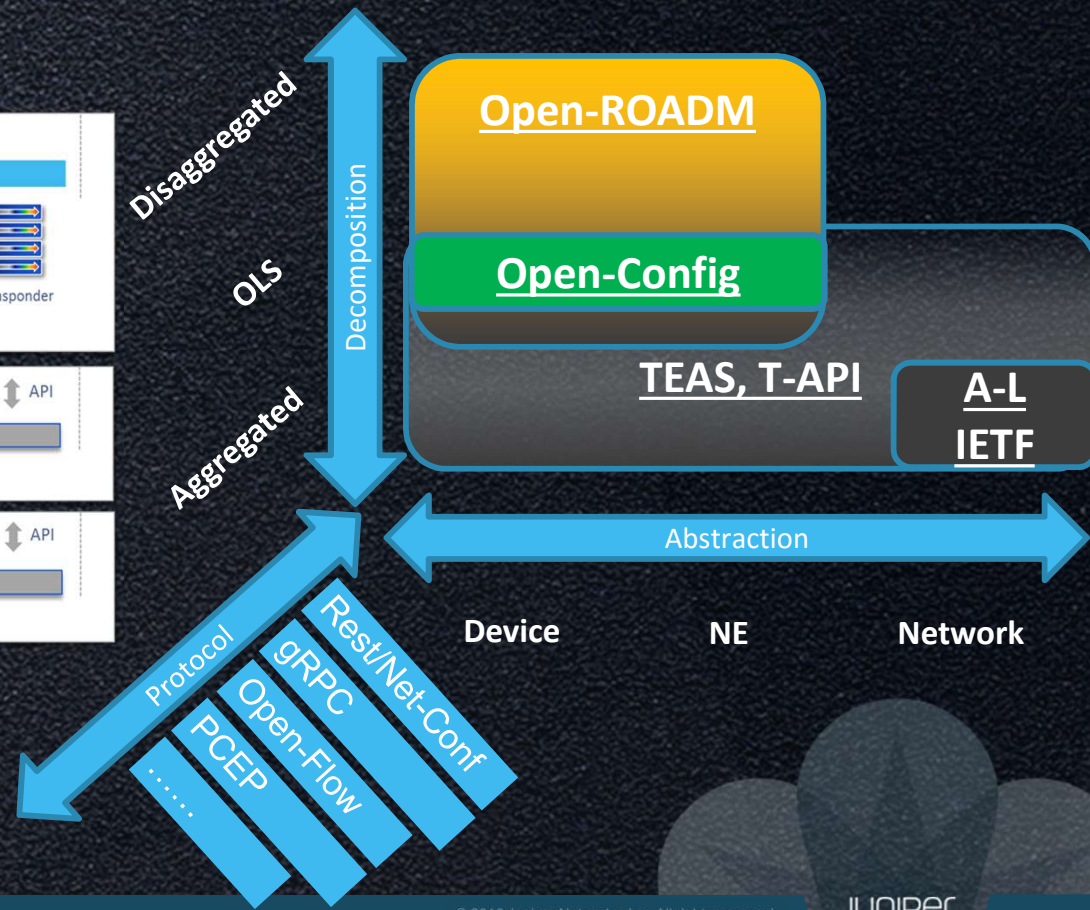 Disaggregated
OLS
Aggregated
Decomposition
Open-ROADM
Open-Config
TEAS, T-API
A-L
IETF
API
API
Abstraction
Device
NE
Network
Protocol
Rest/Net-Conf
gRPC
Open-Flow
PCEP
......